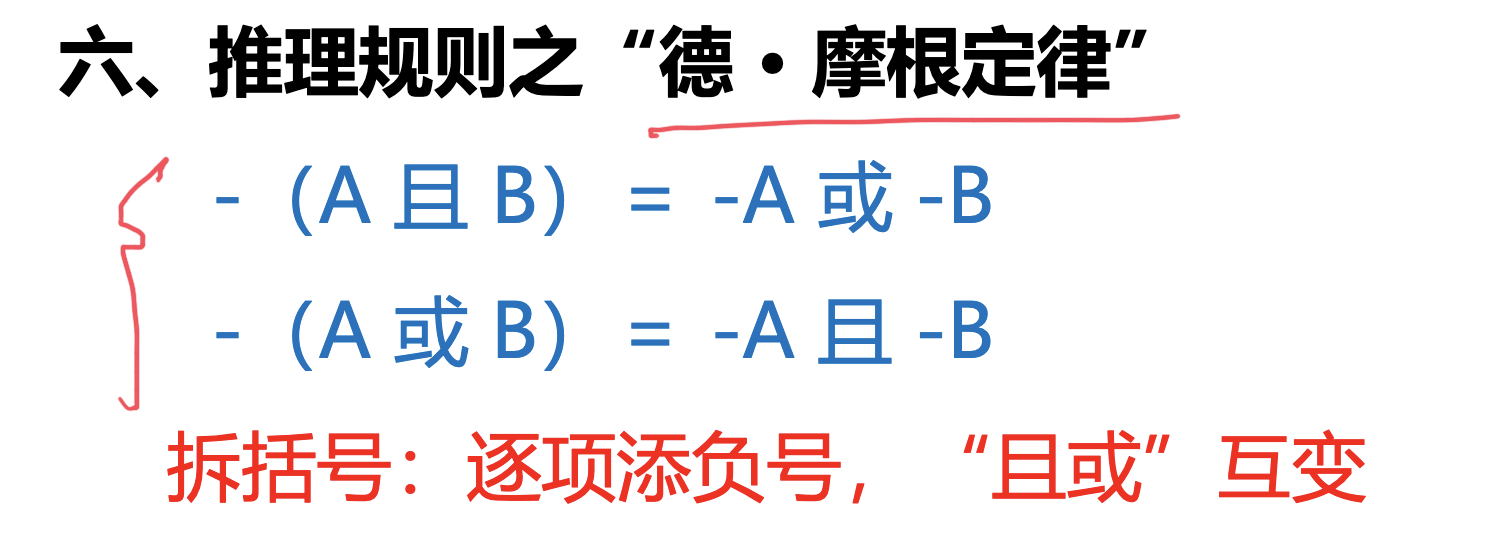 六、推理规则之“德·摩根定律”
-（A 且 B） = -A 或 -B
-（A 或 B） = -A 且 -B
拆括号：逐项添负号，“且或”互变